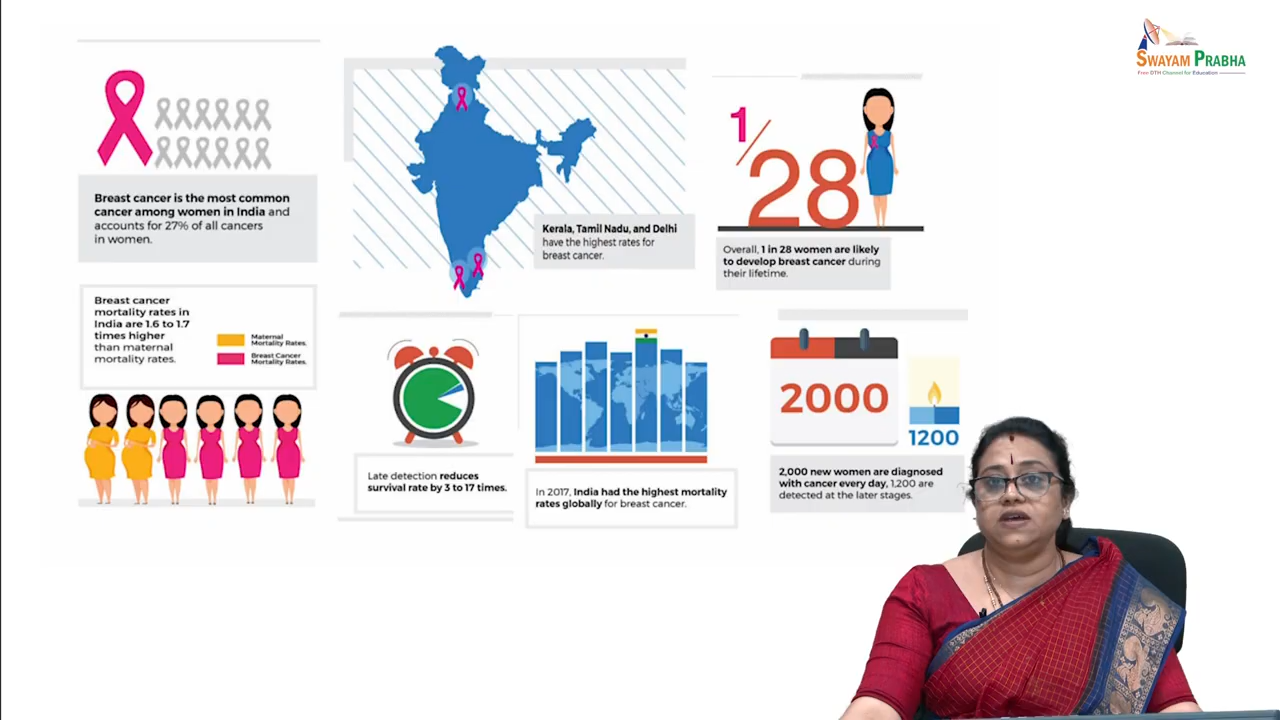 SWAYAM PRABHA
Free DTH Channel for Education
Breast cancer is the most common
cancer among women in India and
accounts for 27% of all cancers
in women.
Kerala, Tamil Nadu, and Delhi
have the highest rates for
breast cancer.
1/28
Overall, 1 in 28 women are likely
to develop breast cancer during
their lifetime.
Breast cancer
mortality rates in
India are 1.6 to 1.7
times higher
than maternal
mortality rates.
Maternal
Mortality Rates.
Breast Cancer
Mortality Rates.
Late detection reduces
survival rate by 3 to 17 times.
In 2017, India had the highest mortality
rates globally for breast cancer.
2000
1200
2,000 new women are diagnosed
with cancer every day, 1,200 are
detected at the later stages.